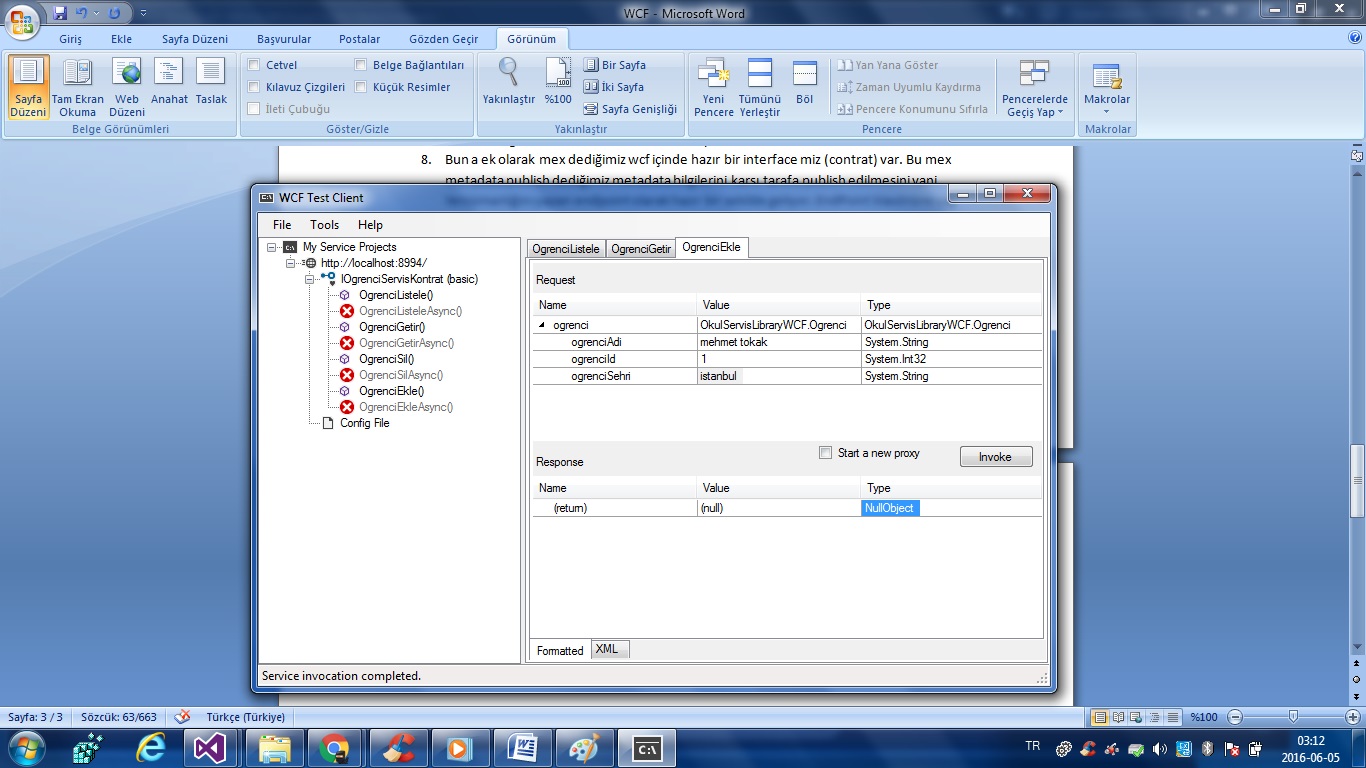 WCF - Microsoft Word
Giriş Ekle Sayfa Düzeni Başvurular Postalar Gözden Geçir Görünüm
Sayfa Düzeni
Tam Ekran Okuma
Web Düzeni
Anahat
Taslak
Belge Görünümleri
Cetvel
Kılavuz Çizgileri
İleti Çubuğu
Belge Bağlantıları
Küçük Resimler
Göster/Gizle
Yakınlaştır
%100
Bir Sayfa
İki Sayfa
Sayfa Genişliği
Yakınlaştır
Yeni Pencere
Tümünü Yerleştir
Böl
Yan Yana Göster
Zaman Uyumlu Kaydırma
Pencere Konumunu Sıfırla
Pencerelerde Geçiş Yap
Pencere
Makrolar
Makrolar
8. Bun a ek olarak mex dediğimiz wcf içinde hazır bir interface miz (contrat) var. Bu mex
metadata publish dediğimiz metadata bilgilerini karşı tarafa publish edilmesini yani
WCF Test Client
File Tools Help
My Service Projects
http://localhost:8994/
IOgrenciServisKontrat (basic)
OgrenciListele()
OgrenciListeleAsync()
OgrenciGetir()
OgrenciGetirAsync()
OgrenciSil()
OgrenciSilAsync()
OgrenciEkle()
OgrenciEkleAsync()
Config File
OgrenciListele OgrenciGetir OgrenciEkle
Request
Name Value Type
ogrenci OkulServisLibraryWCF.Ogrenci OkulServisLibraryWCF.Ogrenci
ogrenciAdi mehmet tokak System.String
ogrenciId 1 System.Int32
ogrenciSehri istanbul System.String
Response
Start a new proxy
Invoke
Name Value Type
(return) (null) NullObject
Formatted XML
Service invocation completed.
Sayfa: 3 / 3 Sözcük: 63/663 Türkçe (Türkiye) %100
TR 03:12
2016-06-05